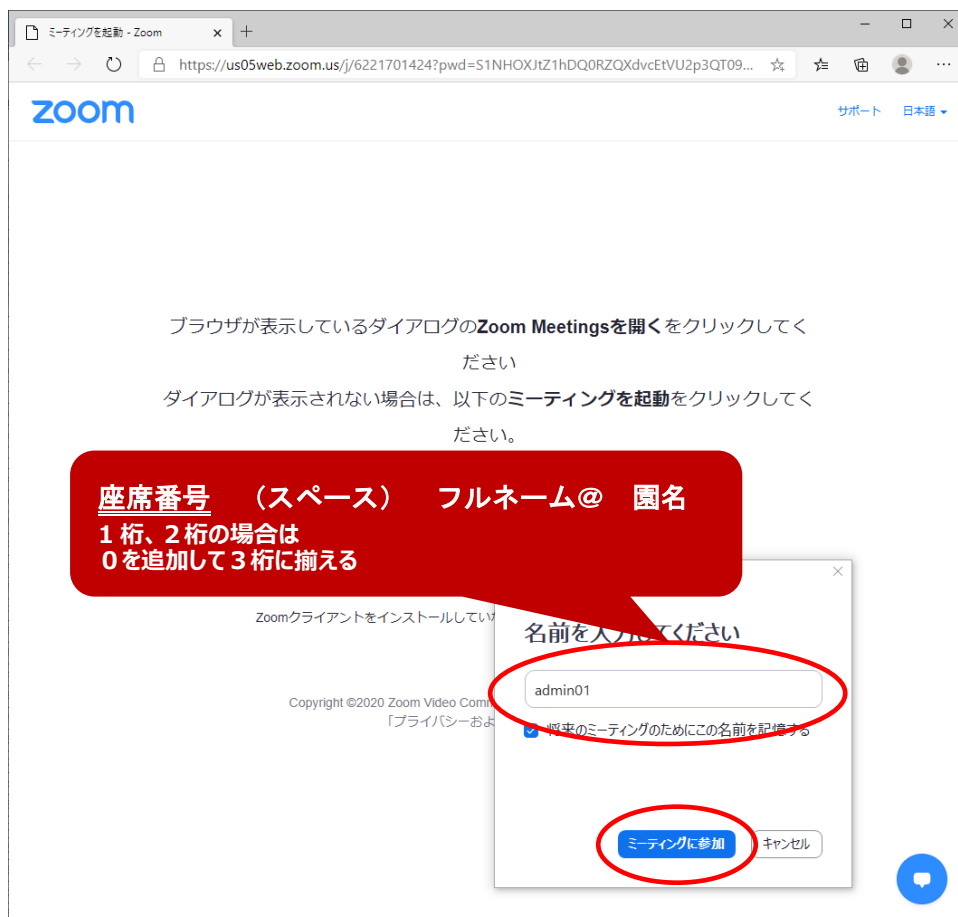 ミーティングを起動 - Zoom
https://us05web.zoom.us/j/6221701424?pwd=S1NHOXJtZ1hDQ0RZQXdvcEtVU2p3QT09...
zoom
サポート 日本語
ブラウザが表示しているダイアログのZoom Meetingsを開くをクリックしてく
ださい
ダイアログが表示されない場合は、以下のミーティングを起動をクリックしてく
ださい。
座席番号 （スペース） フルネーム＠ 園名
１桁、２桁の場合は
０を追加して３桁に揃える
Zoomクライアントをインストールしてい
名前を入力してください
admin01
Copyright ©2020 Zoom Video Com
「プライバシーおよ
将来のミーティングのためにこの名前を記憶する
ミーティングに参加 キャンセル